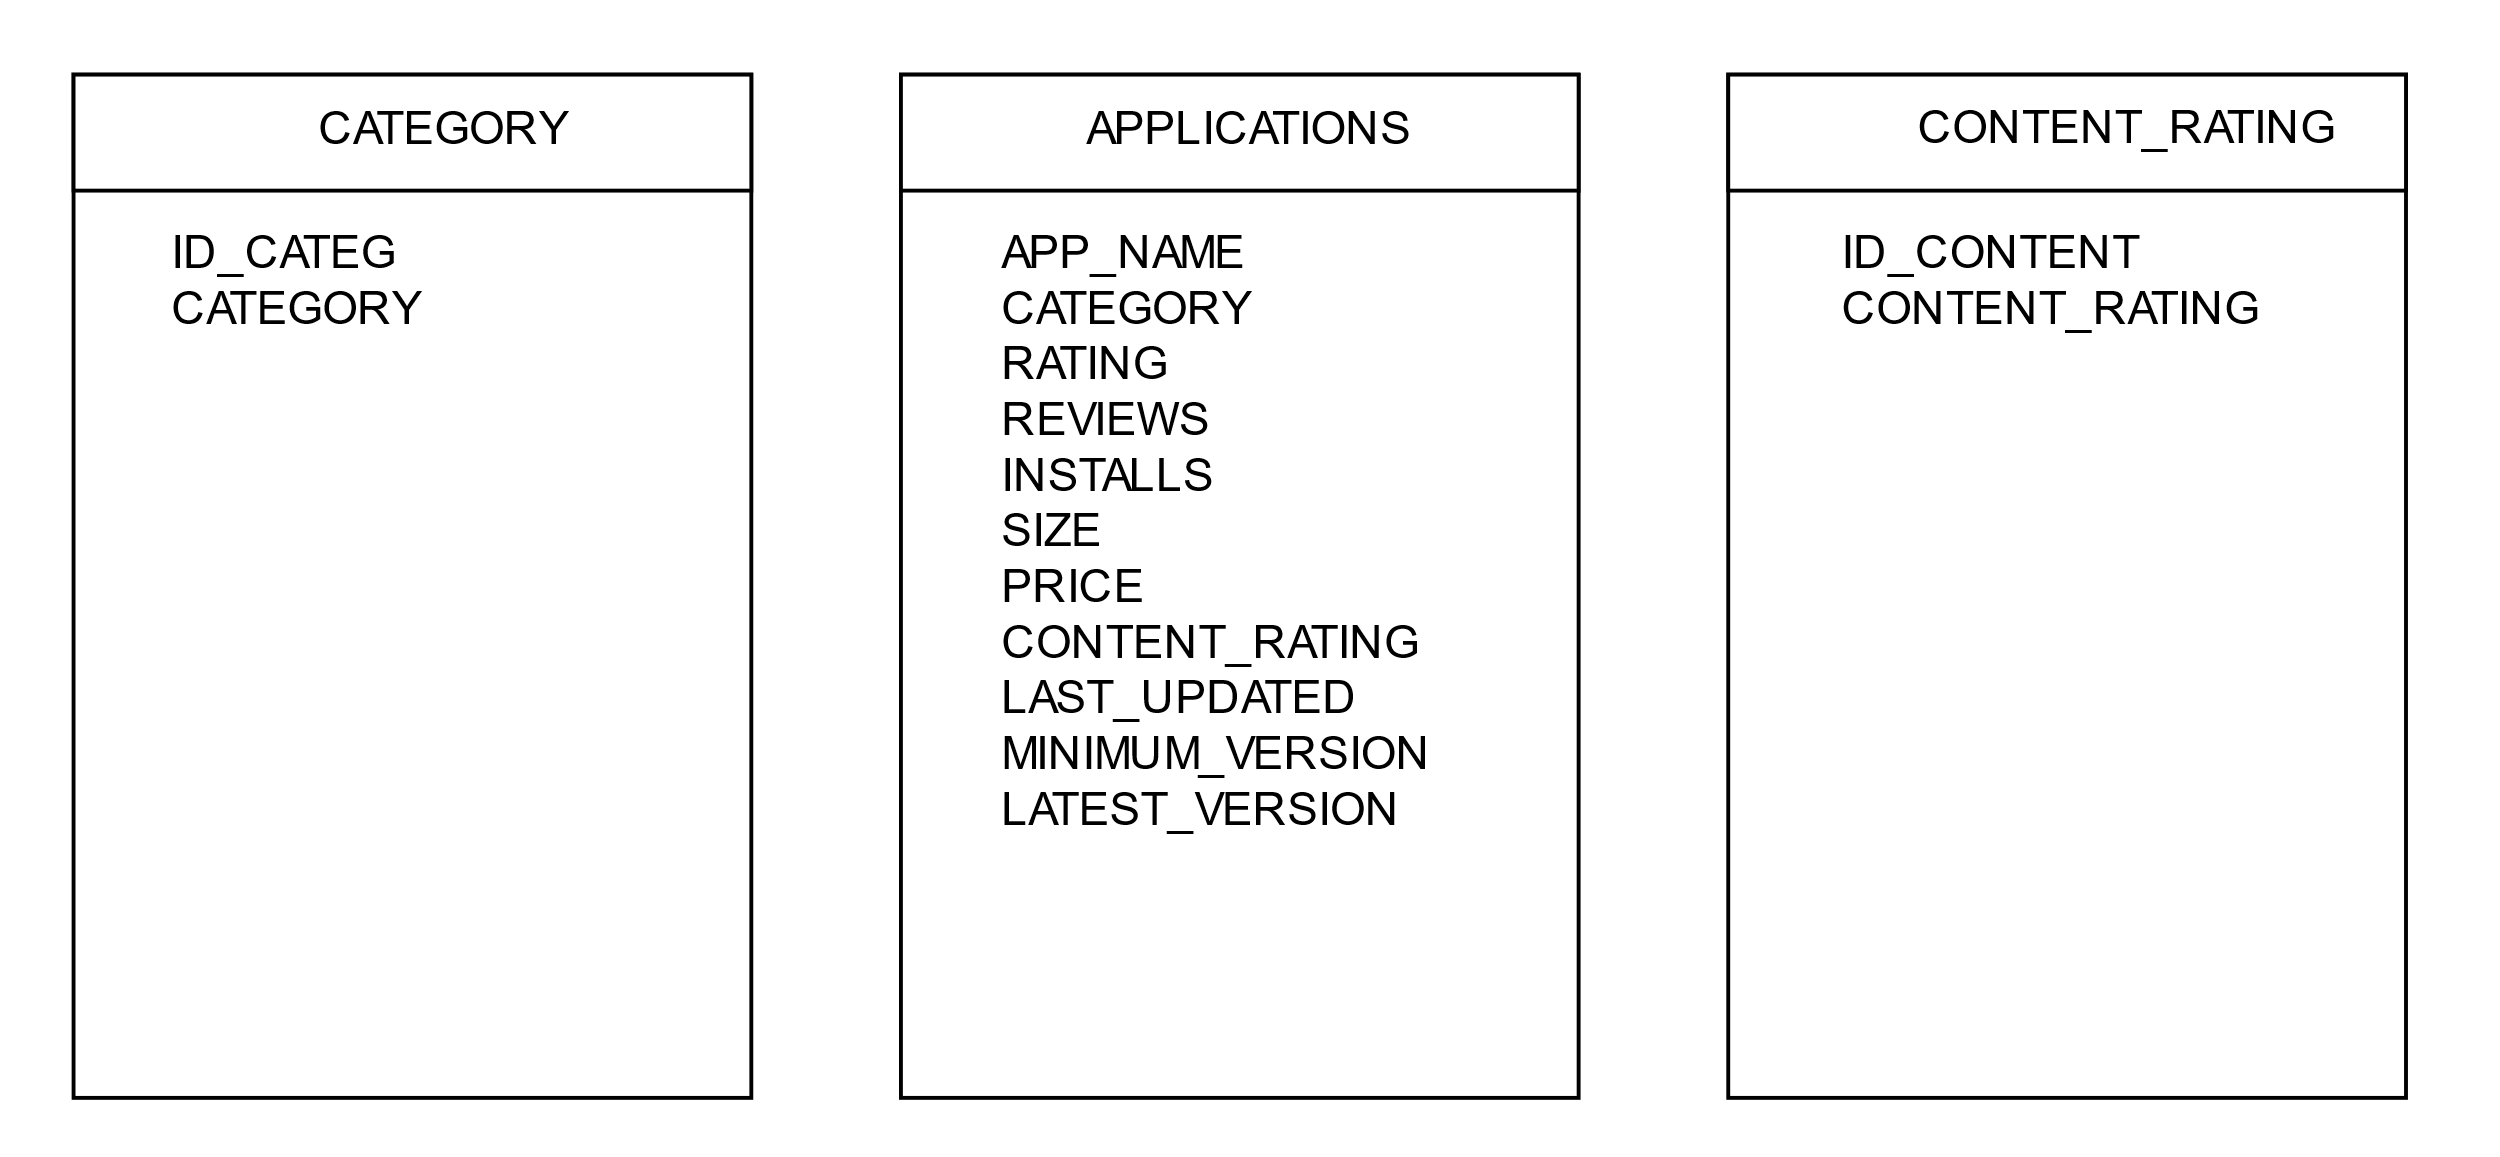 CATEGORY
ID_CATEG
CATEGORY
APPLICATIONS
APP_NAME
CATEGORY
RATING
REVIEWS
INSTALLS
SIZE
PRICE
CONTENT_RATING
LAST_UPDATED
MINIMUM_VERSION
LATEST_VERSION
CONTENT_RATING
ID_CONTENT
CONTENT_RATING